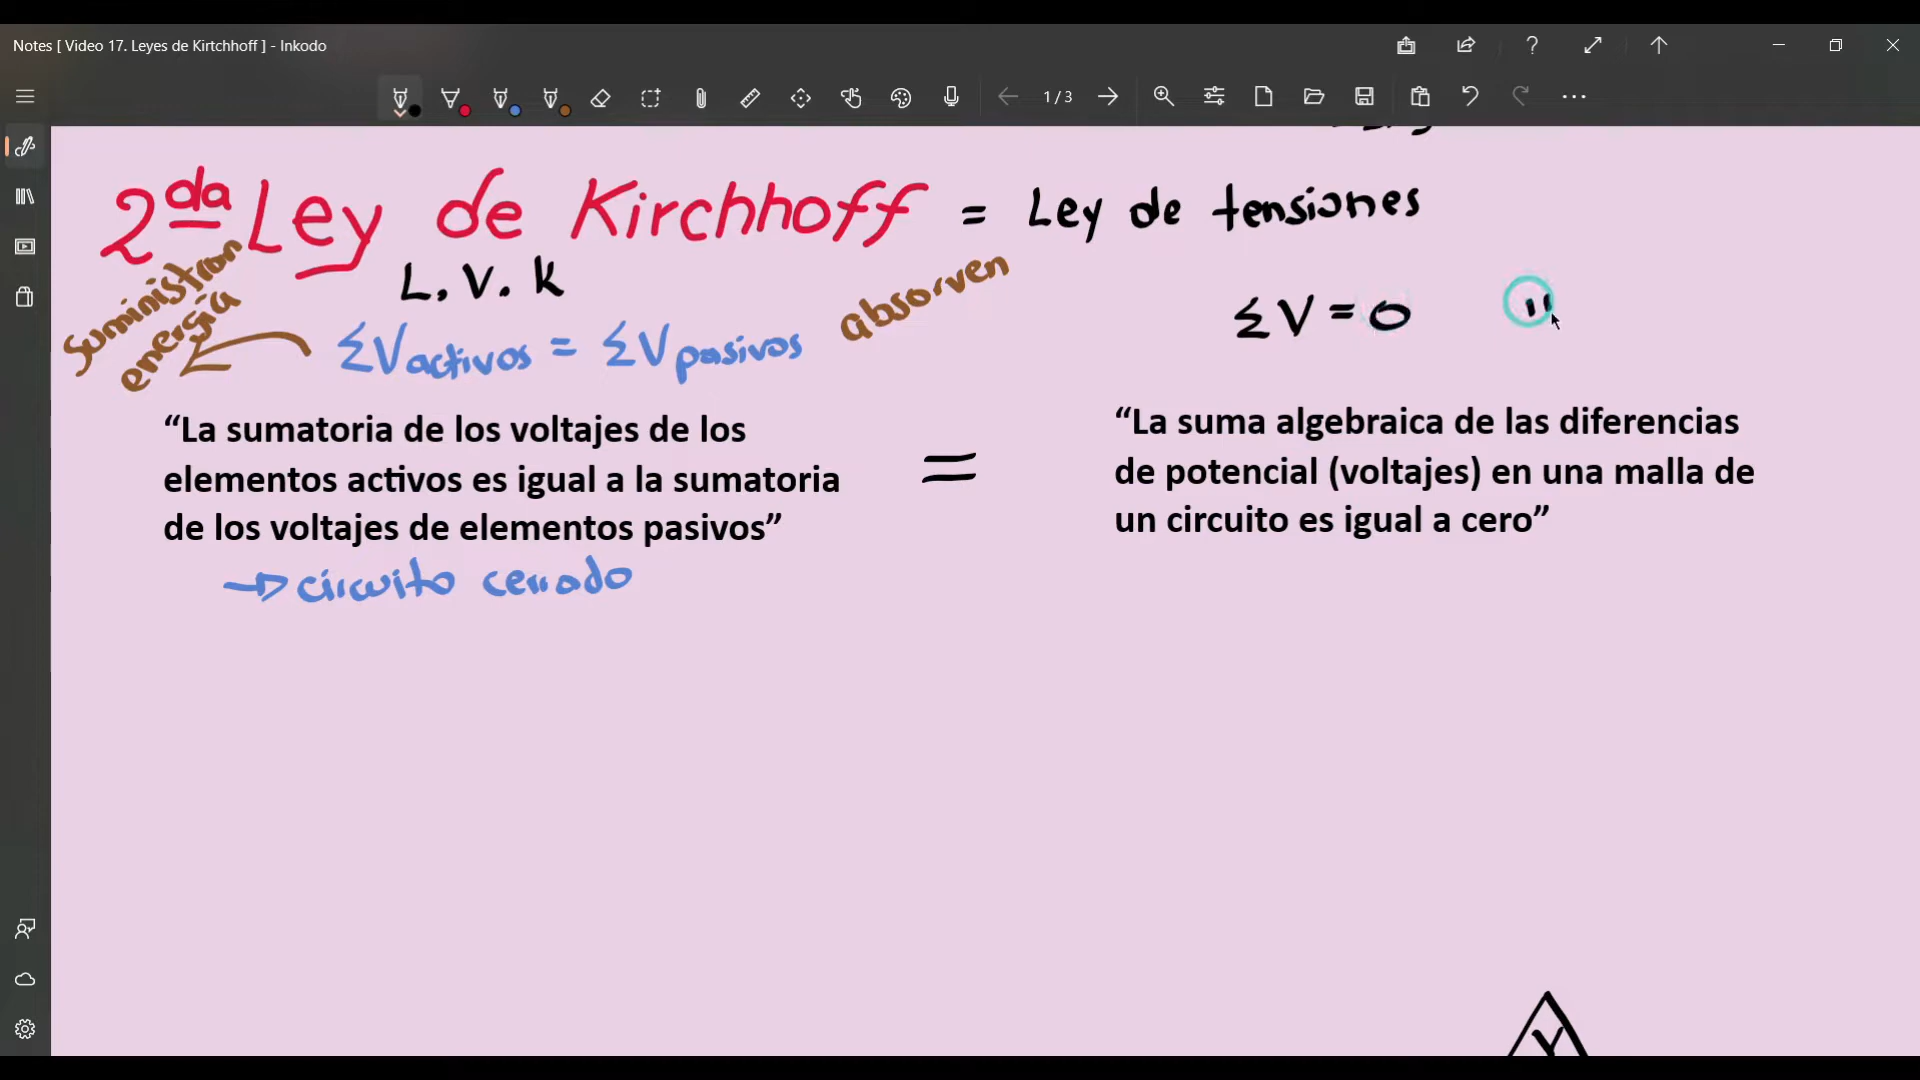 Notes [ Video 17. Leyes de Kirtchhoff ] - Inkodo
1 / 3
2da Ley de Kirchhoff = Ley de tensiones
suministran energía
L. V. K
absorven
ΣVactivos = ΣVpasivos
ΣV = 0 "
“La sumatoria de los voltajes de los
elementos activos es igual a la sumatoria
de los voltajes de elementos pasivos”
=
“La suma algebraica de las diferencias
de potencial (voltajes) en una malla de
un circuito es igual a cero”
→ circuito cerrado